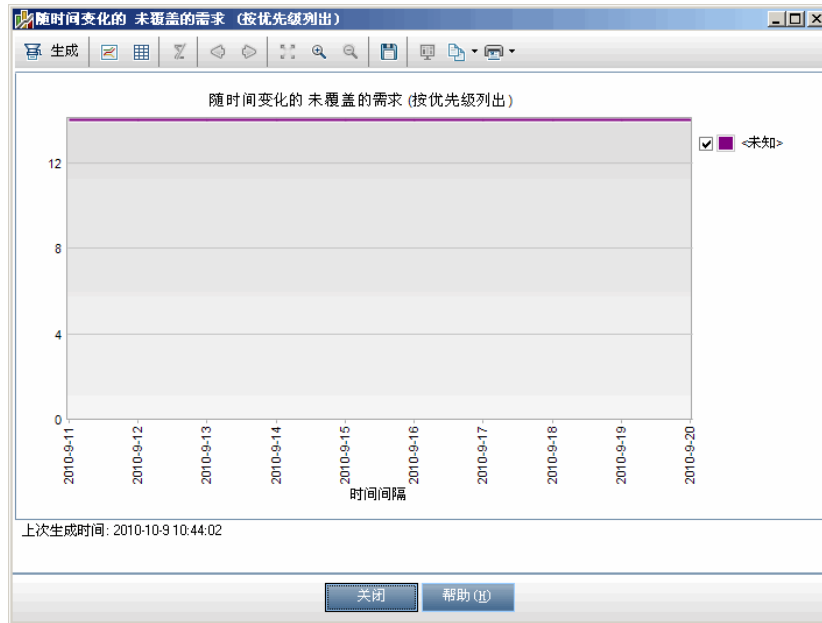 随时间变化的 未覆盖的需求 (按优先级列出)
生成
随时间变化的 未覆盖的需求 (按优先级列出)
<未知>
12
8
4
0
2010-9-11
2010-9-12
2010-9-13
2010-9-14
2010-9-15
2010-9-16
2010-9-17
2010-9-18
2010-9-19
2010-9-20
时间间隔
上次生成时间: 2010-10-9 10:44:02
关闭
帮助(H)